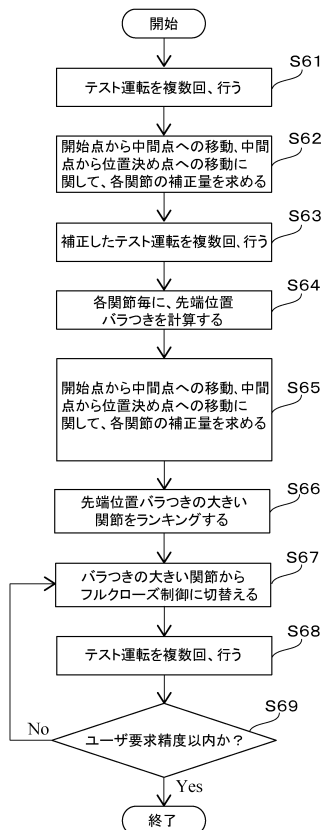 開始
S61
テスト運転を複数回、行う
S62
開始点から中間点への移動、中間
点から位置決め点への移動に
関して、各関節の補正量を求める
S63
補正したテスト運転を複数回、行う
S64
各関節毎に、先端位置
バラつきを計算する
S65
開始点から中間点への移動、中間
点から位置決め点への移動に
関して、各関節の補正量を求める
S66
先端位置バラつきの大きい
関節をランキングする
S67
バラつきの大きい関節から
フルクローズ制御に切替える
S68
テスト運転を複数回、行う
S69
No
ユーザ要求精度以内か?
Yes
終了